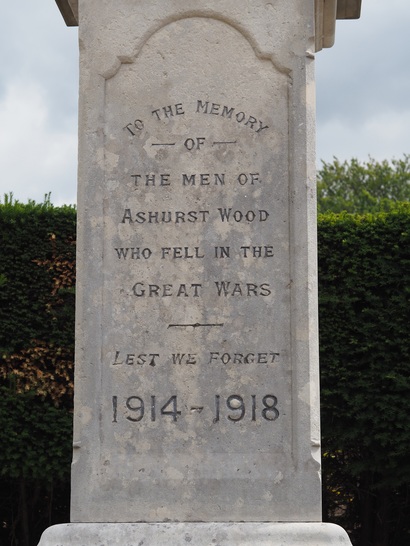 To the Memory
— of —
the men of
Ashurst Wood
who fell in the
Great Wars
Lest we forget
1914-1918